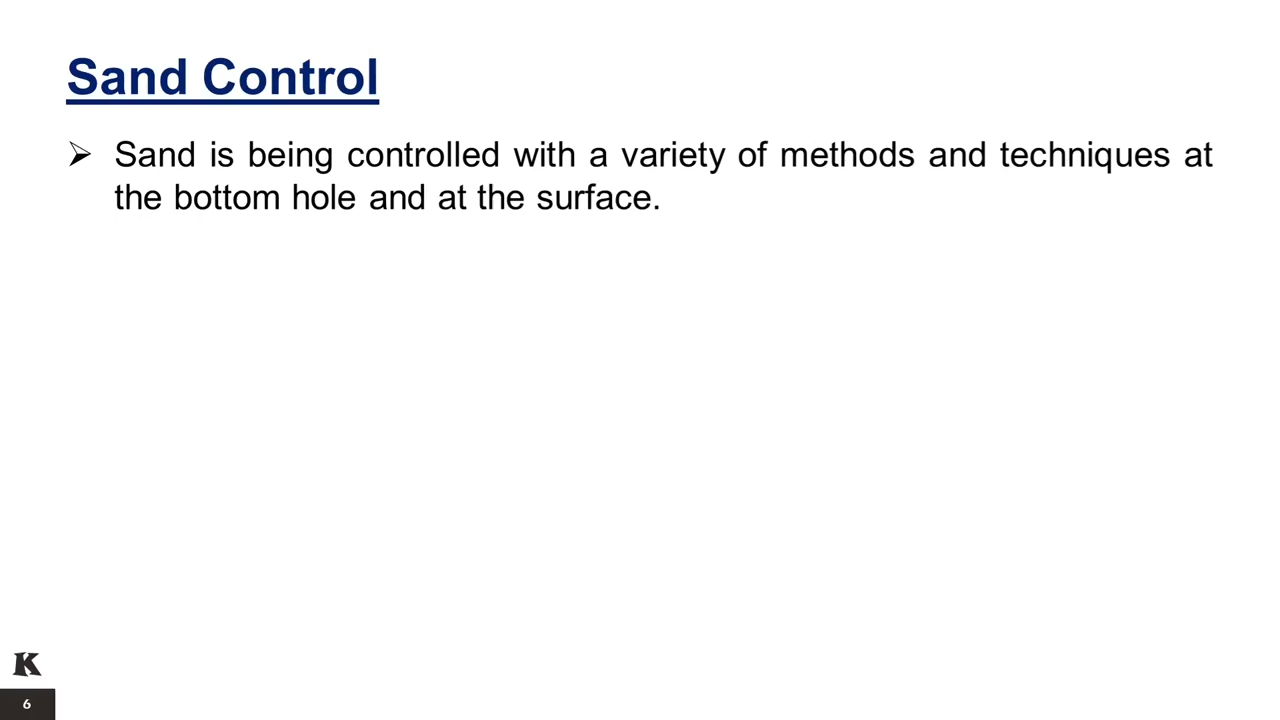 Sand Control
➢ Sand is being controlled with a variety of methods and techniques at
the bottom hole and at the surface.
K
6